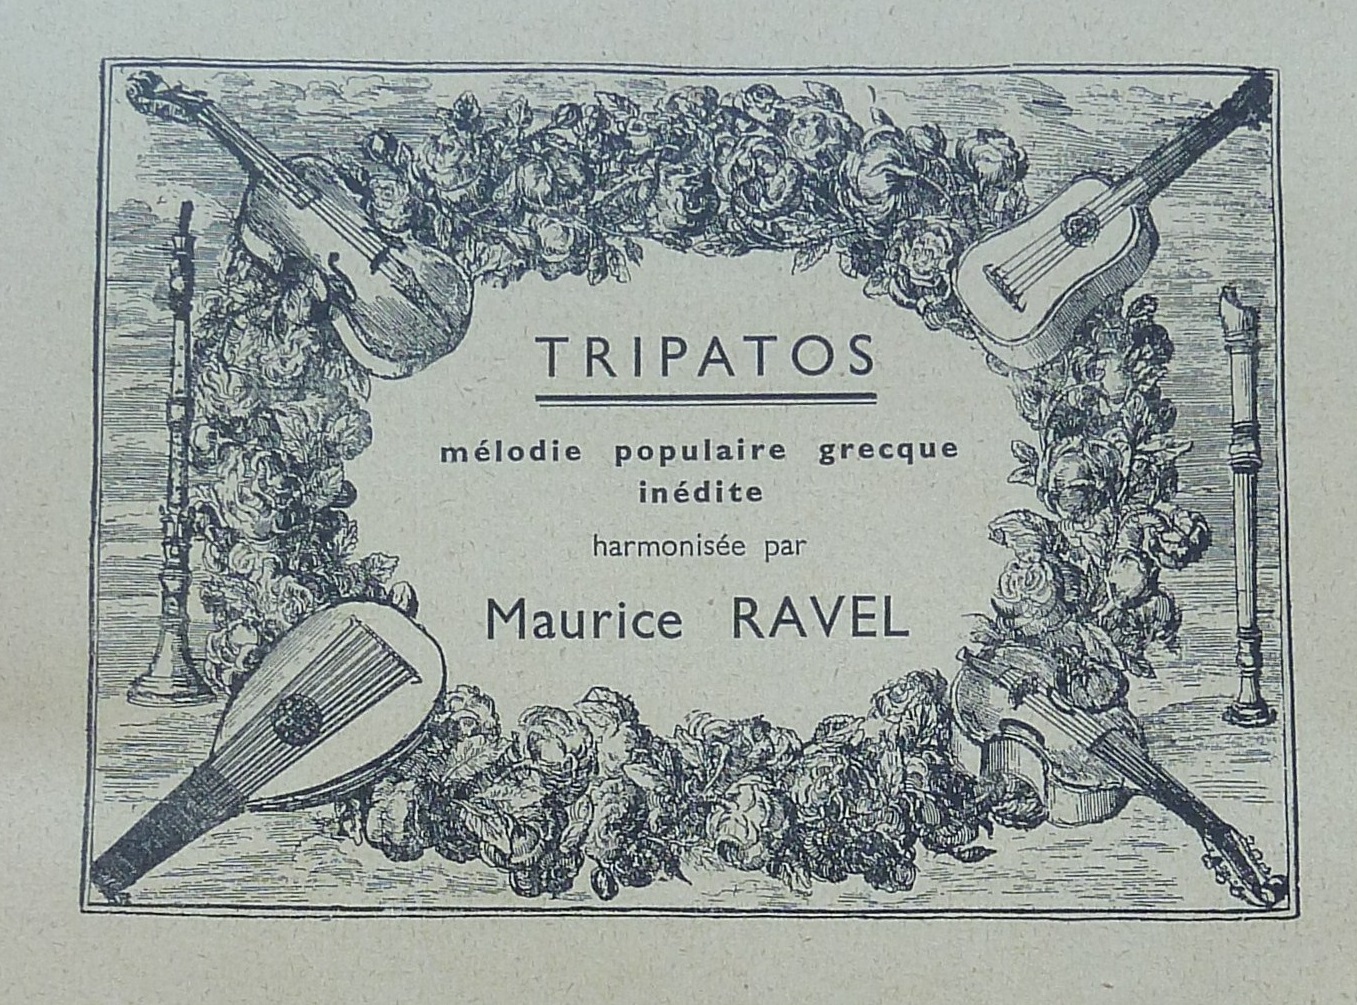 TRIPATOS
mélodie populaire grecque
inédite
harmonisée par
Maurice RAVEL